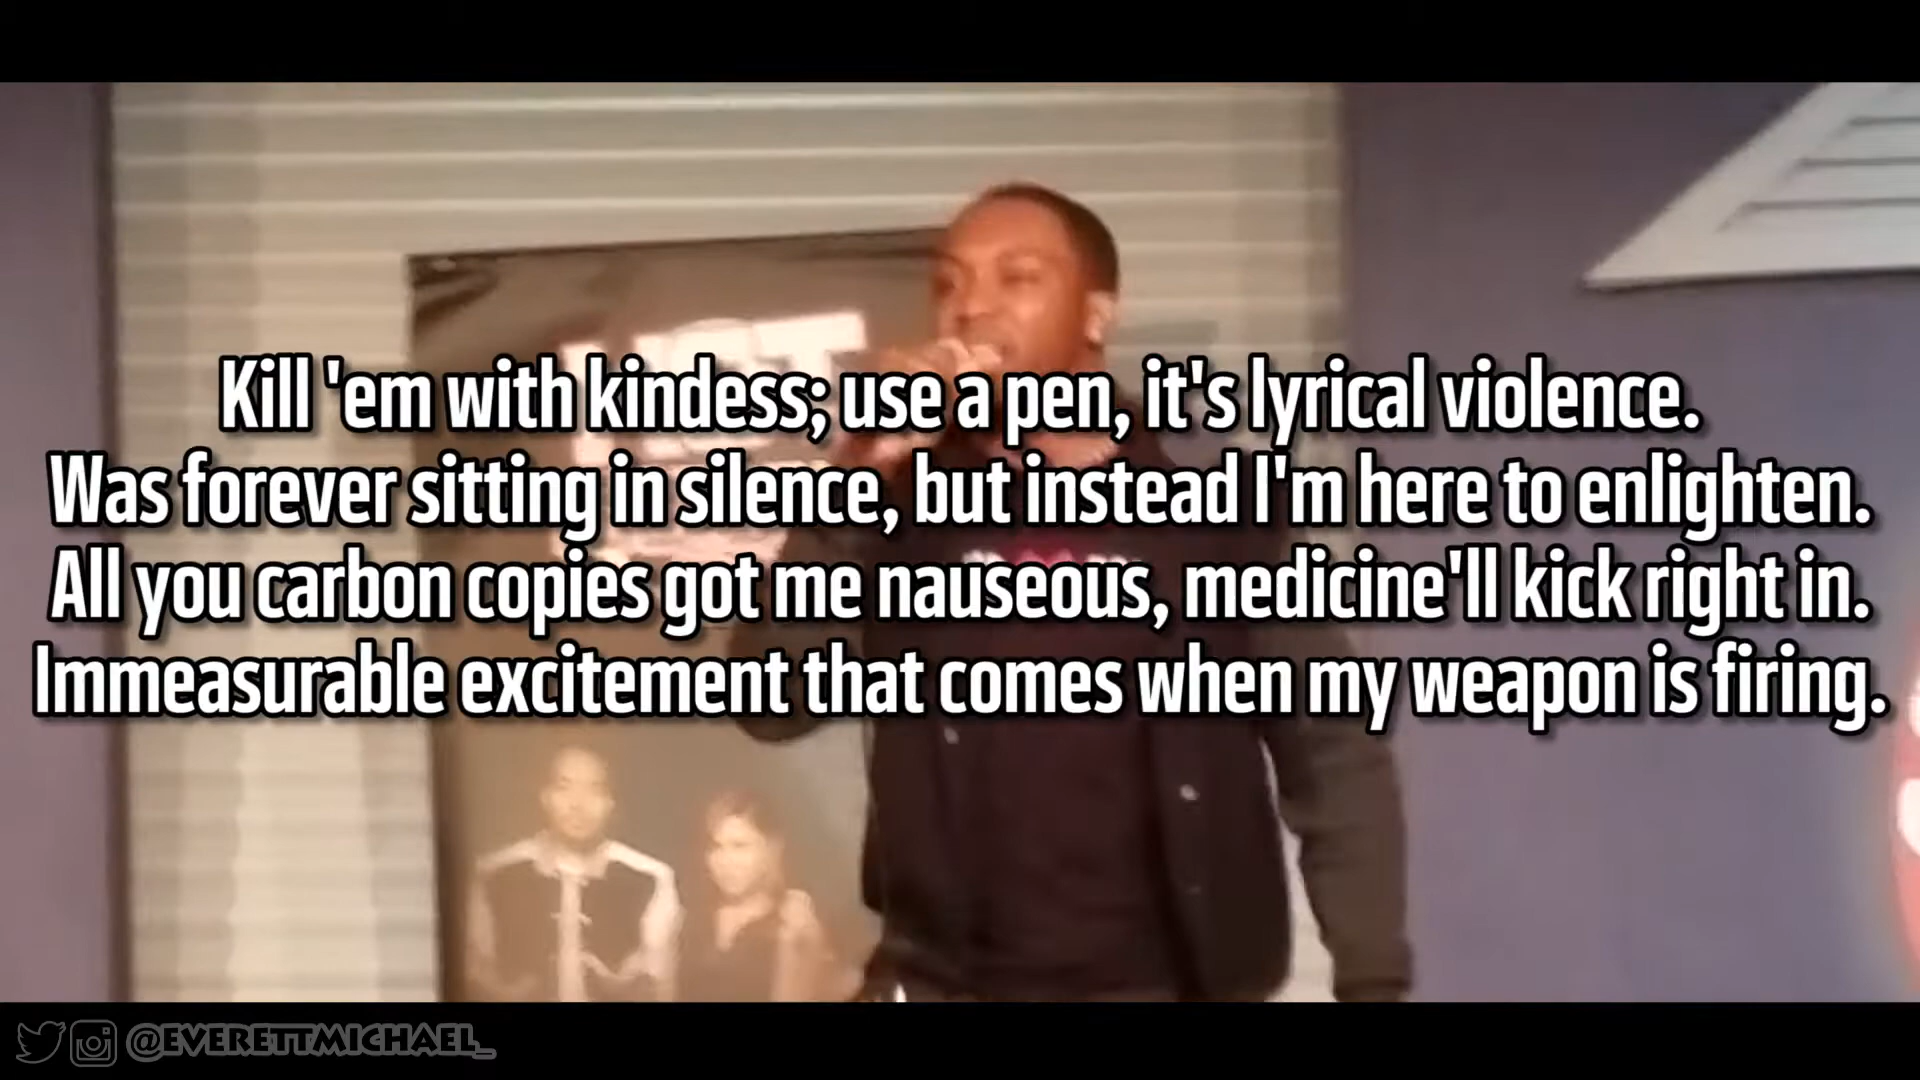 Kill 'em with kindess; use a pen, it's lyrical violence.
Was forever sitting in silence, but instead I'm here to enlighten.
All you carbon copies got me nauseous, medicine'll kick right in.
Immeasurable excitement that comes when my weapon is firing.
@EVERETTMICHAEL_